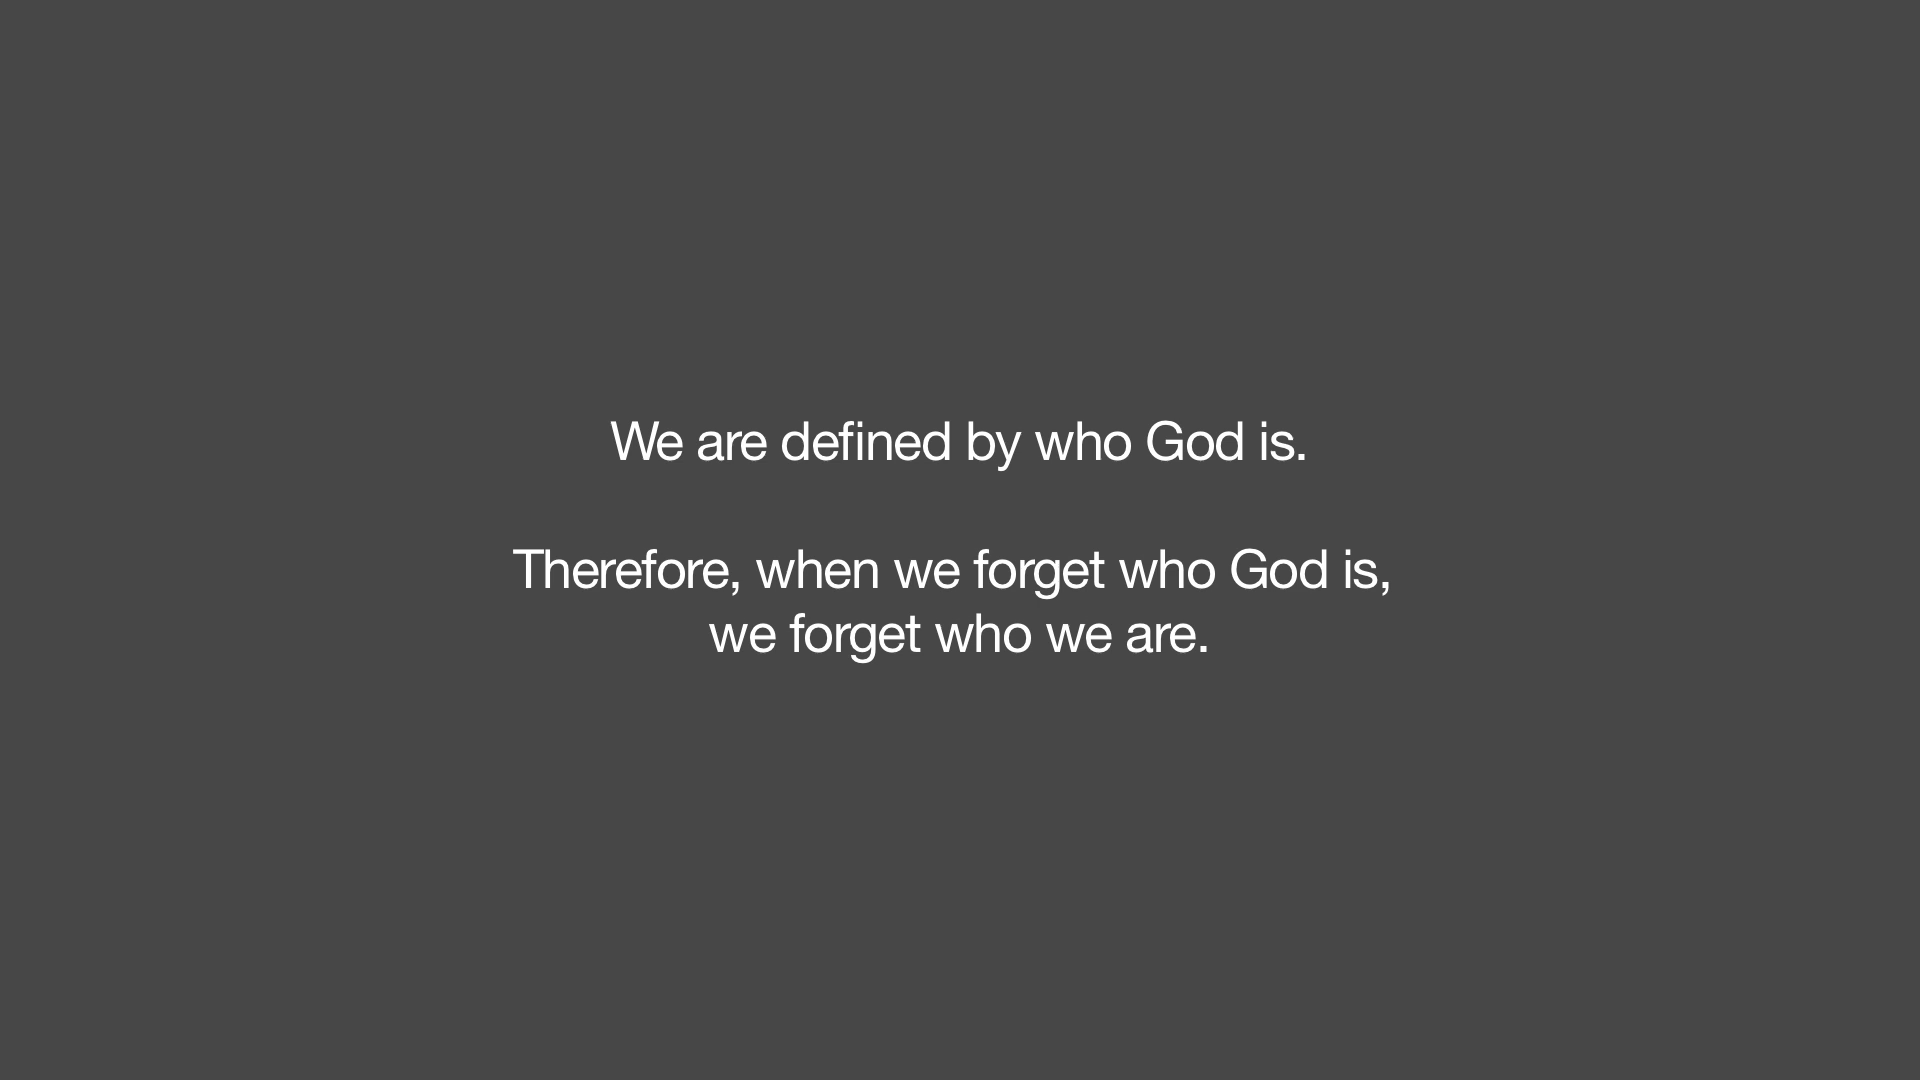 We are defined by who God is.
Therefore, when we forget who God is,
we forget who we are.